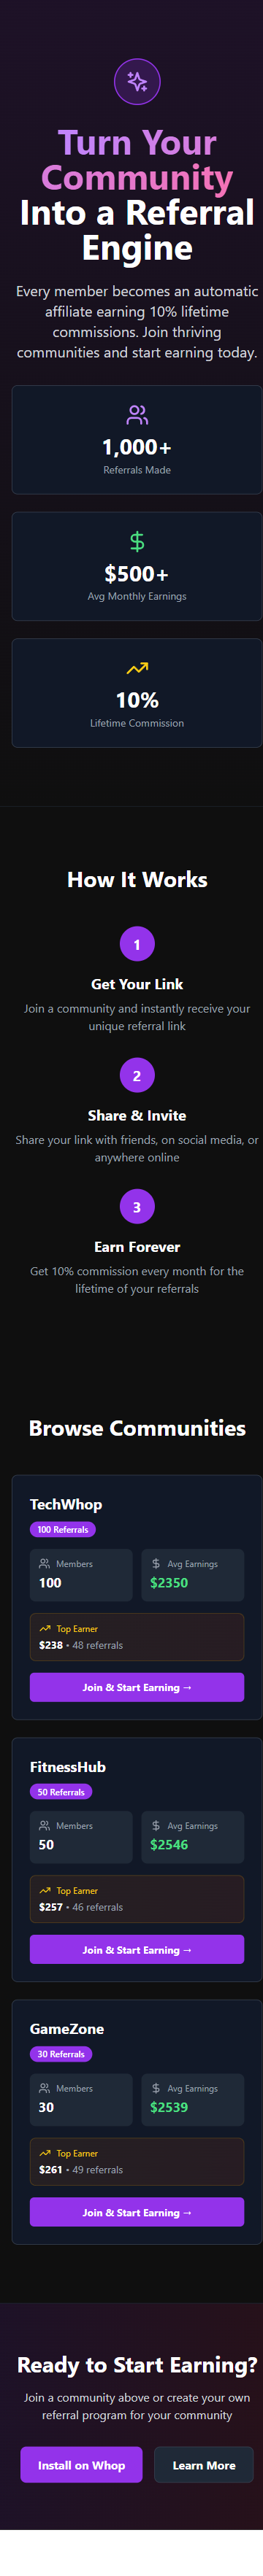 Turn Your
Community
Into a Referral
Engine
Every member becomes an automatic
affiliate earning 10% lifetime
commissions. Join thriving
communities and start earning today.
1,000+
Referrals Made
$500+
Avg Monthly Earnings
10%
Lifetime Commission
How It Works
1
Get Your Link
Join a community and instantly receive your
unique referral link
2
Share & Invite
Share your link with friends, on social media, or
anywhere online
3
Earn Forever
Get 10% commission every month for the
lifetime of your referrals
Browse Communities
TechWhop
100 Referrals
Members Avg Earnings
100 $2350
Top Earner
$238 • 48 referrals
Join & Start Earning →
FitnessHub
50 Referrals
Members Avg Earnings
50 $2546
Top Earner
$257 • 46 referrals
Join & Start Earning →
GameZone
30 Referrals
Members Avg Earnings
30 $2539
Top Earner
$261 • 49 referrals
Join & Start Earning →
Ready to Start Earning?
Join a community above or create your own
referral program for your community
Install on Whop Learn More